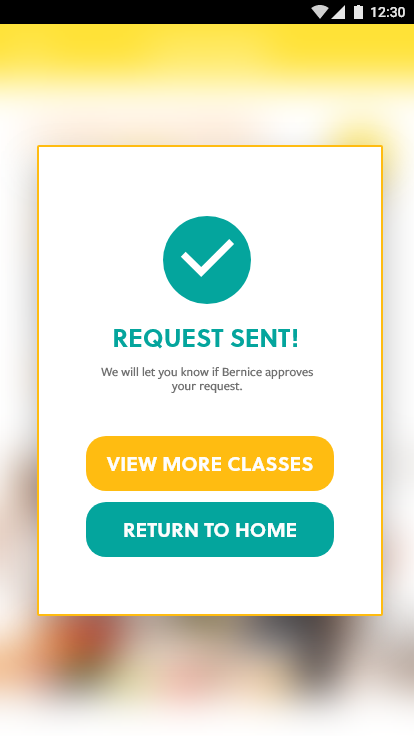 12:30
REQUEST SENT!
We will let you know if Bernice approves
your request.
VIEW MORE CLASSES
RETURN TO HOME